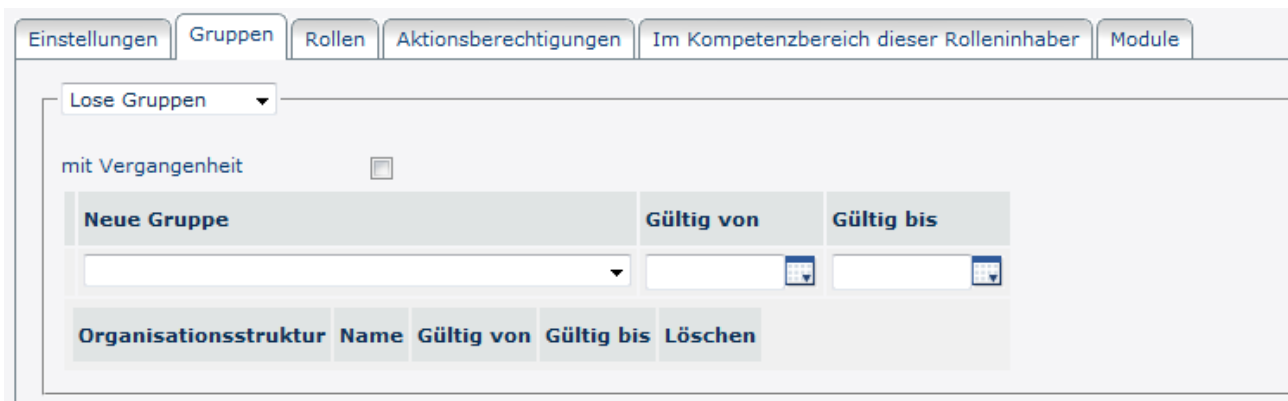 Einstellungen Gruppen Rollen Aktionsberechtigungen Im Kompetenzbereich dieser Rolleninhaber Module
Lose Gruppen
mit Vergangenheit
Neue Gruppe Gültig von Gültig bis
Organisationsstruktur Name Gültig von Gültig bis Löschen